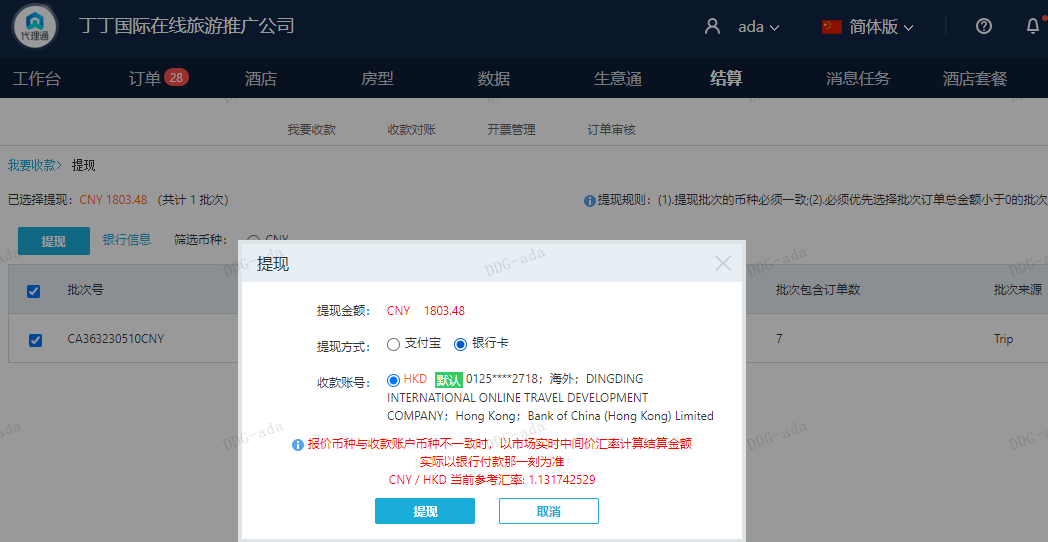 代理通
丁丁国际在线旅游推广公司
ada
简体版
工作台
订单 28
酒店
房型
数据
生意通
结算
消息任务
酒店套餐
我要收款
收款对账
开票管理
订单审核
我要收款> 提现
已选择提现: CNY 1803.48 (共计 1 批次)
提现规则: (1).提现批次的币种必须一致;(2).必须优先选择批次订单总金额小于0的批次
提现
银行信息
筛选币种:
CNY
批次号
批次包含订单数
批次来源
CA363230510CNY
7
Trip
提现
提现金额: CNY 1803.48
提现方式: 支付宝 银行卡
收款账号: HKD 默认 0125****2718; 海外; DINGDING
INTERNATIONAL ONLINE TRAVEL DEVELOPMENT
COMPANY; Hong Kong; Bank of China (Hong Kong) Limited
报价币种与收款账户币种不一致时, 以市场实时中间价汇率计算结算金额
实际以银行付款那一刻为准
CNY / HKD 当前参考汇率: 1.131742529
提现
取消
DDG-ada
DDG-ada
DDG-ada
DDG-ada
DDG-ada